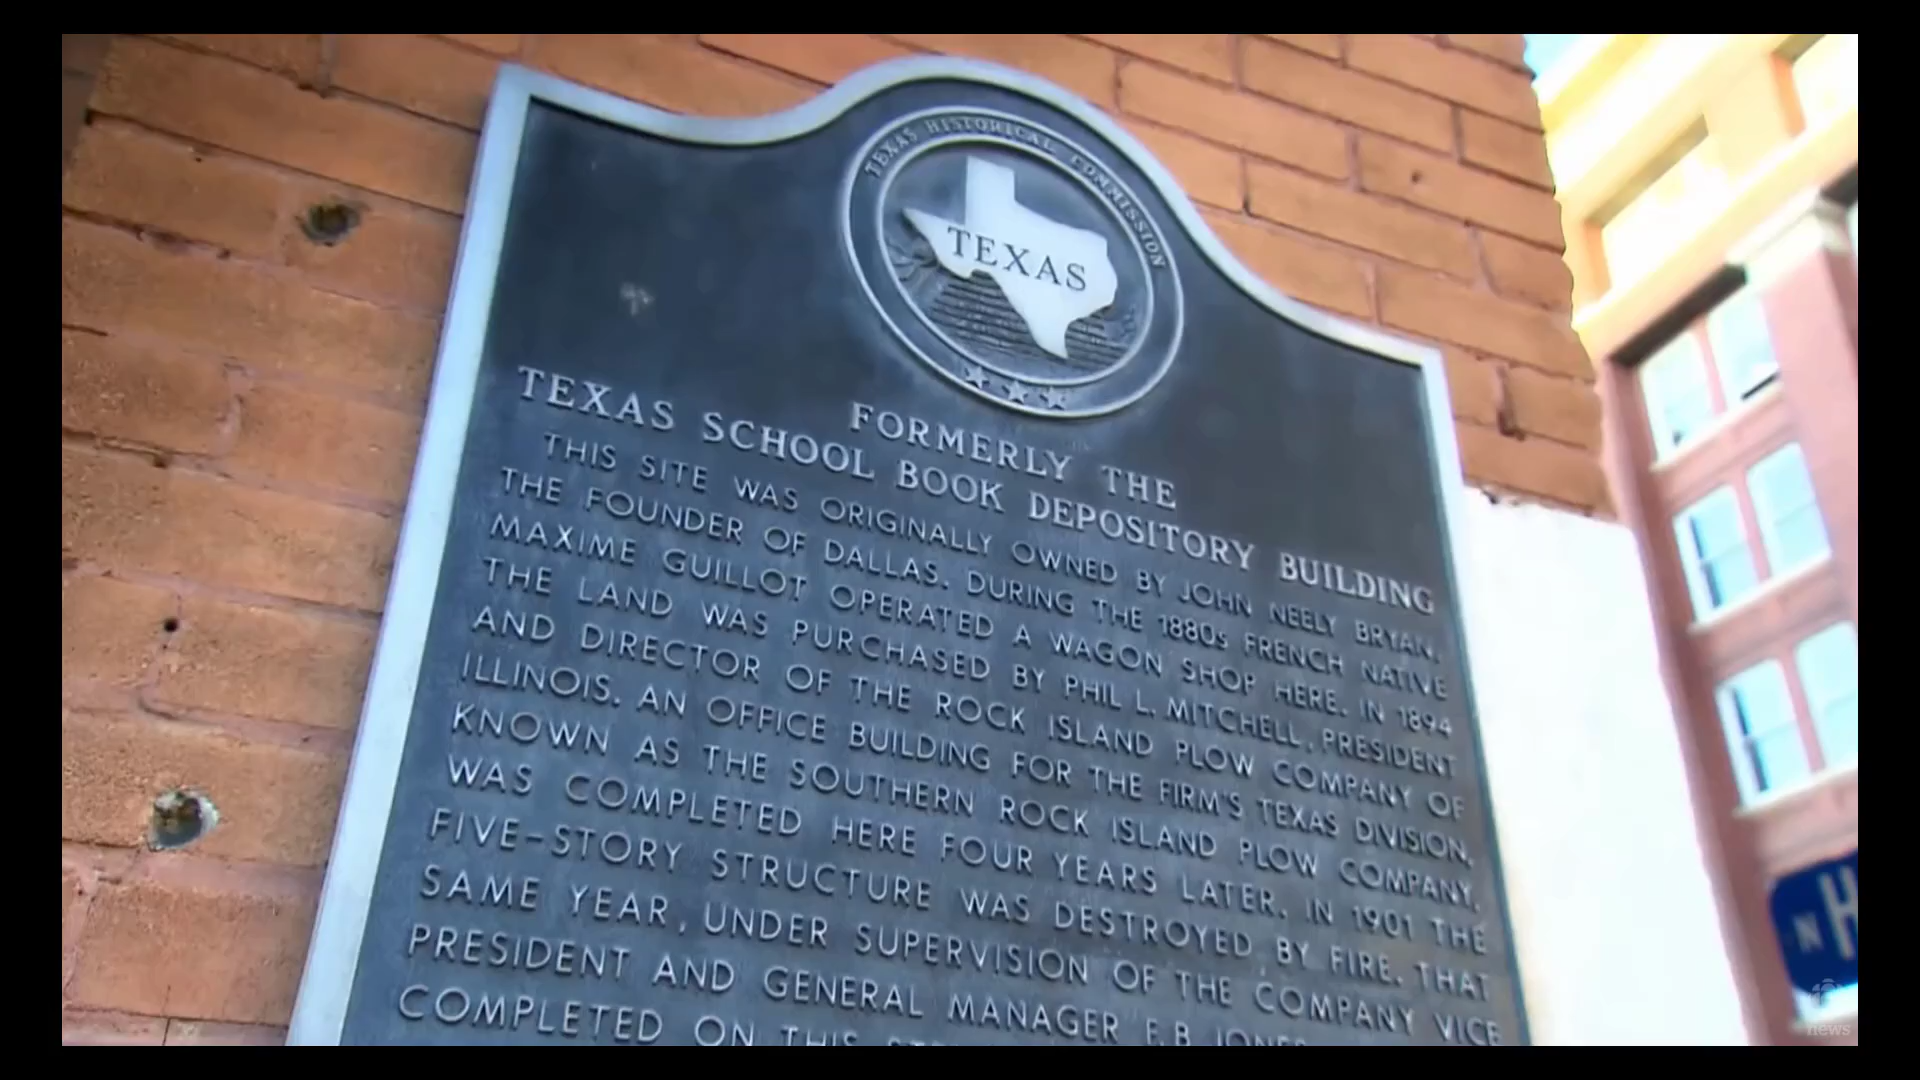 TEXAS HISTORICAL COMMISSION
TEXAS
FORMERLY THE
TEXAS SCHOOL BOOK DEPOSITORY BUILDING
THIS SITE WAS ORIGINALLY OWNED BY JOHN NEELY BRYAN,
THE FOUNDER OF DALLAS. DURING THE 1880s FRENCH NATIVE
MAXIME GUILLOT OPERATED A WAGON SHOP HERE. IN 1894
THE LAND WAS PURCHASED BY PHIL L. MITCHELL, PRESIDENT
AND DIRECTOR OF THE ROCK ISLAND PLOW COMPANY OF
ILLINOIS. AN OFFICE BUILDING FOR THE FIRM'S TEXAS DIVISION,
KNOWN AS THE SOUTHERN ROCK ISLAND PLOW COMPANY,
WAS COMPLETED HERE FOUR YEARS LATER. IN 1901 THE
FIVE-STORY STRUCTURE WAS DESTROYED BY FIRE. THAT
SAME YEAR, UNDER SUPERVISION OF THE COMPANY VICE
PRESIDENT AND GENERAL MANAGER F.B. JONES
COMPLETED ON THIS
N H
news